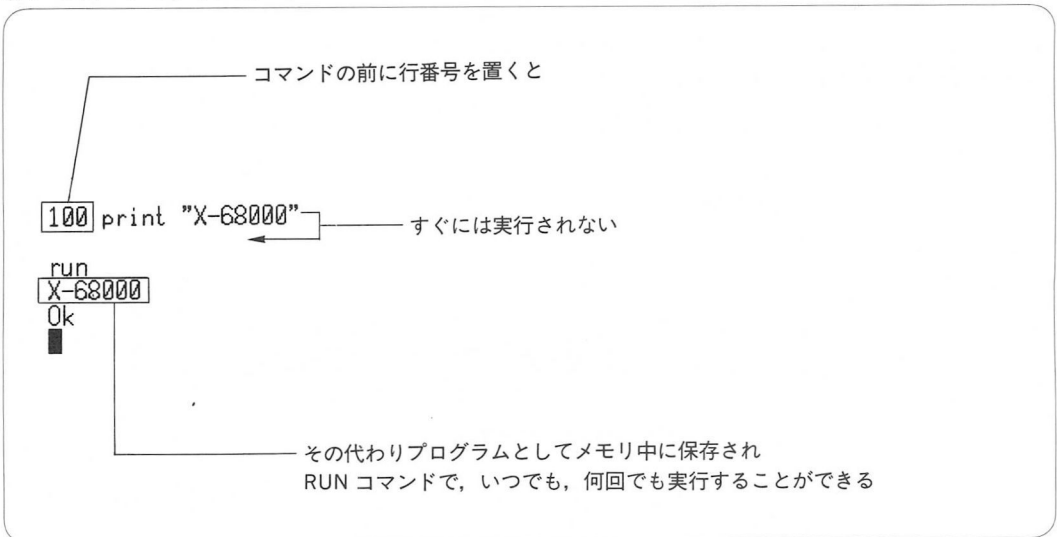 コマンドの前に行番号を置くと
100 print "X-68000"
すぐには実行されない
run
X-68000
Ok
その代わりプログラムとしてメモリ中に保存され
RUN コマンドで，いつでも，何回でも実行することができる